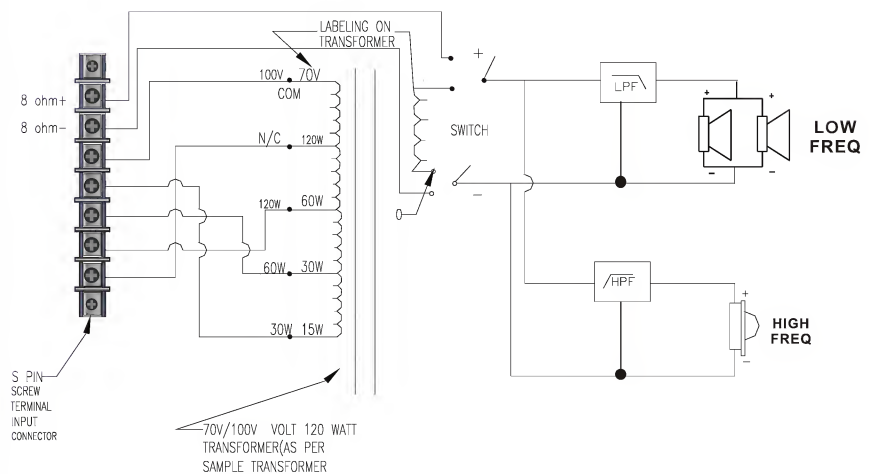 LABELING ON
TRANSFORMER
100V 70V
COM
8 ohm+
8 ohm-
N/C 120W
120W 60W
60W 30W
30W 15W
+
SWITCH
-
0
LPF
+ +
- -
LOW
FREQ
HPF
+
-
HIGH
FREQ
S PIN
SCREW
TERMINAL
INPUT
CONNECTOR
70V/100V VOLT 120 WATT
TRANSFORMER(AS PER
SAMPLE TRANSFORMER